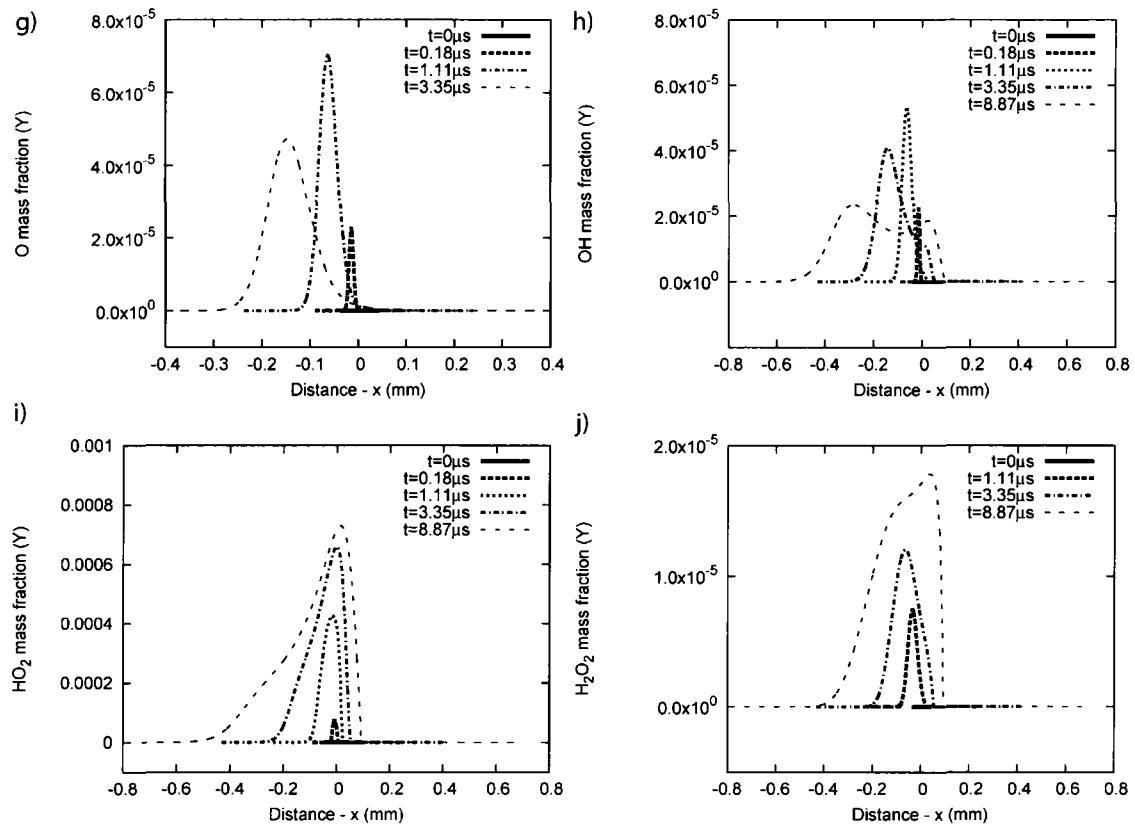 g)
8.0x10⁻⁵
6.0x10⁻⁵
4.0x10⁻⁵
2.0x10⁻⁵
0.0x10⁰
O mass fraction (Y)
t=0μs
t=0.18μs
t=1.11μs
t=3.35μs
-0.4 -0.3 -0.2 -0.1 0 0.1 0.2 0.3 0.4
Distance - x (mm)
h)
8.0x10⁻⁵
6.0x10⁻⁵
4.0x10⁻⁵
2.0x10⁻⁵
0.0x10⁰
OH mass fraction (Y)
t=0μs
t=0.18μs
t=1.11μs
t=3.35μs
t=8.87μs
-0.8 -0.6 -0.4 -0.2 0 0.2 0.4 0.6 0.8
Distance - x (mm)
i)
0.001
0.0008
0.0006
0.0004
0.0002
0
HO₂ mass fraction (Y)
t=0μs
t=0.18μs
t=1.11μs
t=3.35μs
t=8.87μs
-0.8 -0.6 -0.4 -0.2 0 0.2 0.4 0.6 0.8
Distance - x (mm)
j)
2.0x10⁻⁵
1.0x10⁻⁵
0.0x10⁰
H₂O₂ mass fraction (Y)
t=0μs
t=1.11μs
t=3.35μs
t=8.87μs
-0.8 -0.6 -0.4 -0.2 0.0 0.2 0.4 0.6 0.8
Distance - x (mm)